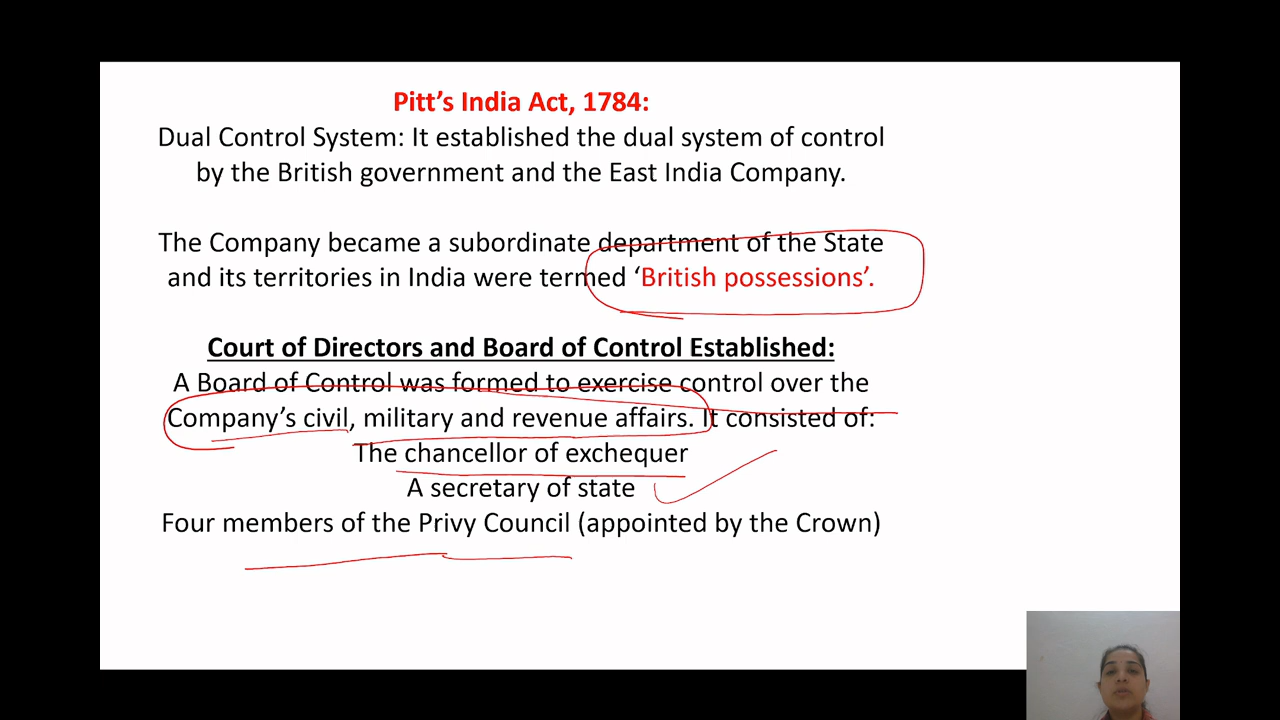 Pitt’s India Act, 1784:
Dual Control System: It established the dual system of control
by the British government and the East India Company.
The Company became a subordinate department of the State
and its territories in India were termed ‘British possessions’.
Court of Directors and Board of Control Established:
A Board of Control was formed to exercise control over the
Company’s civil, military and revenue affairs. It consisted of:
The chancellor of exchequer
A secretary of state
Four members of the Privy Council (appointed by the Crown)